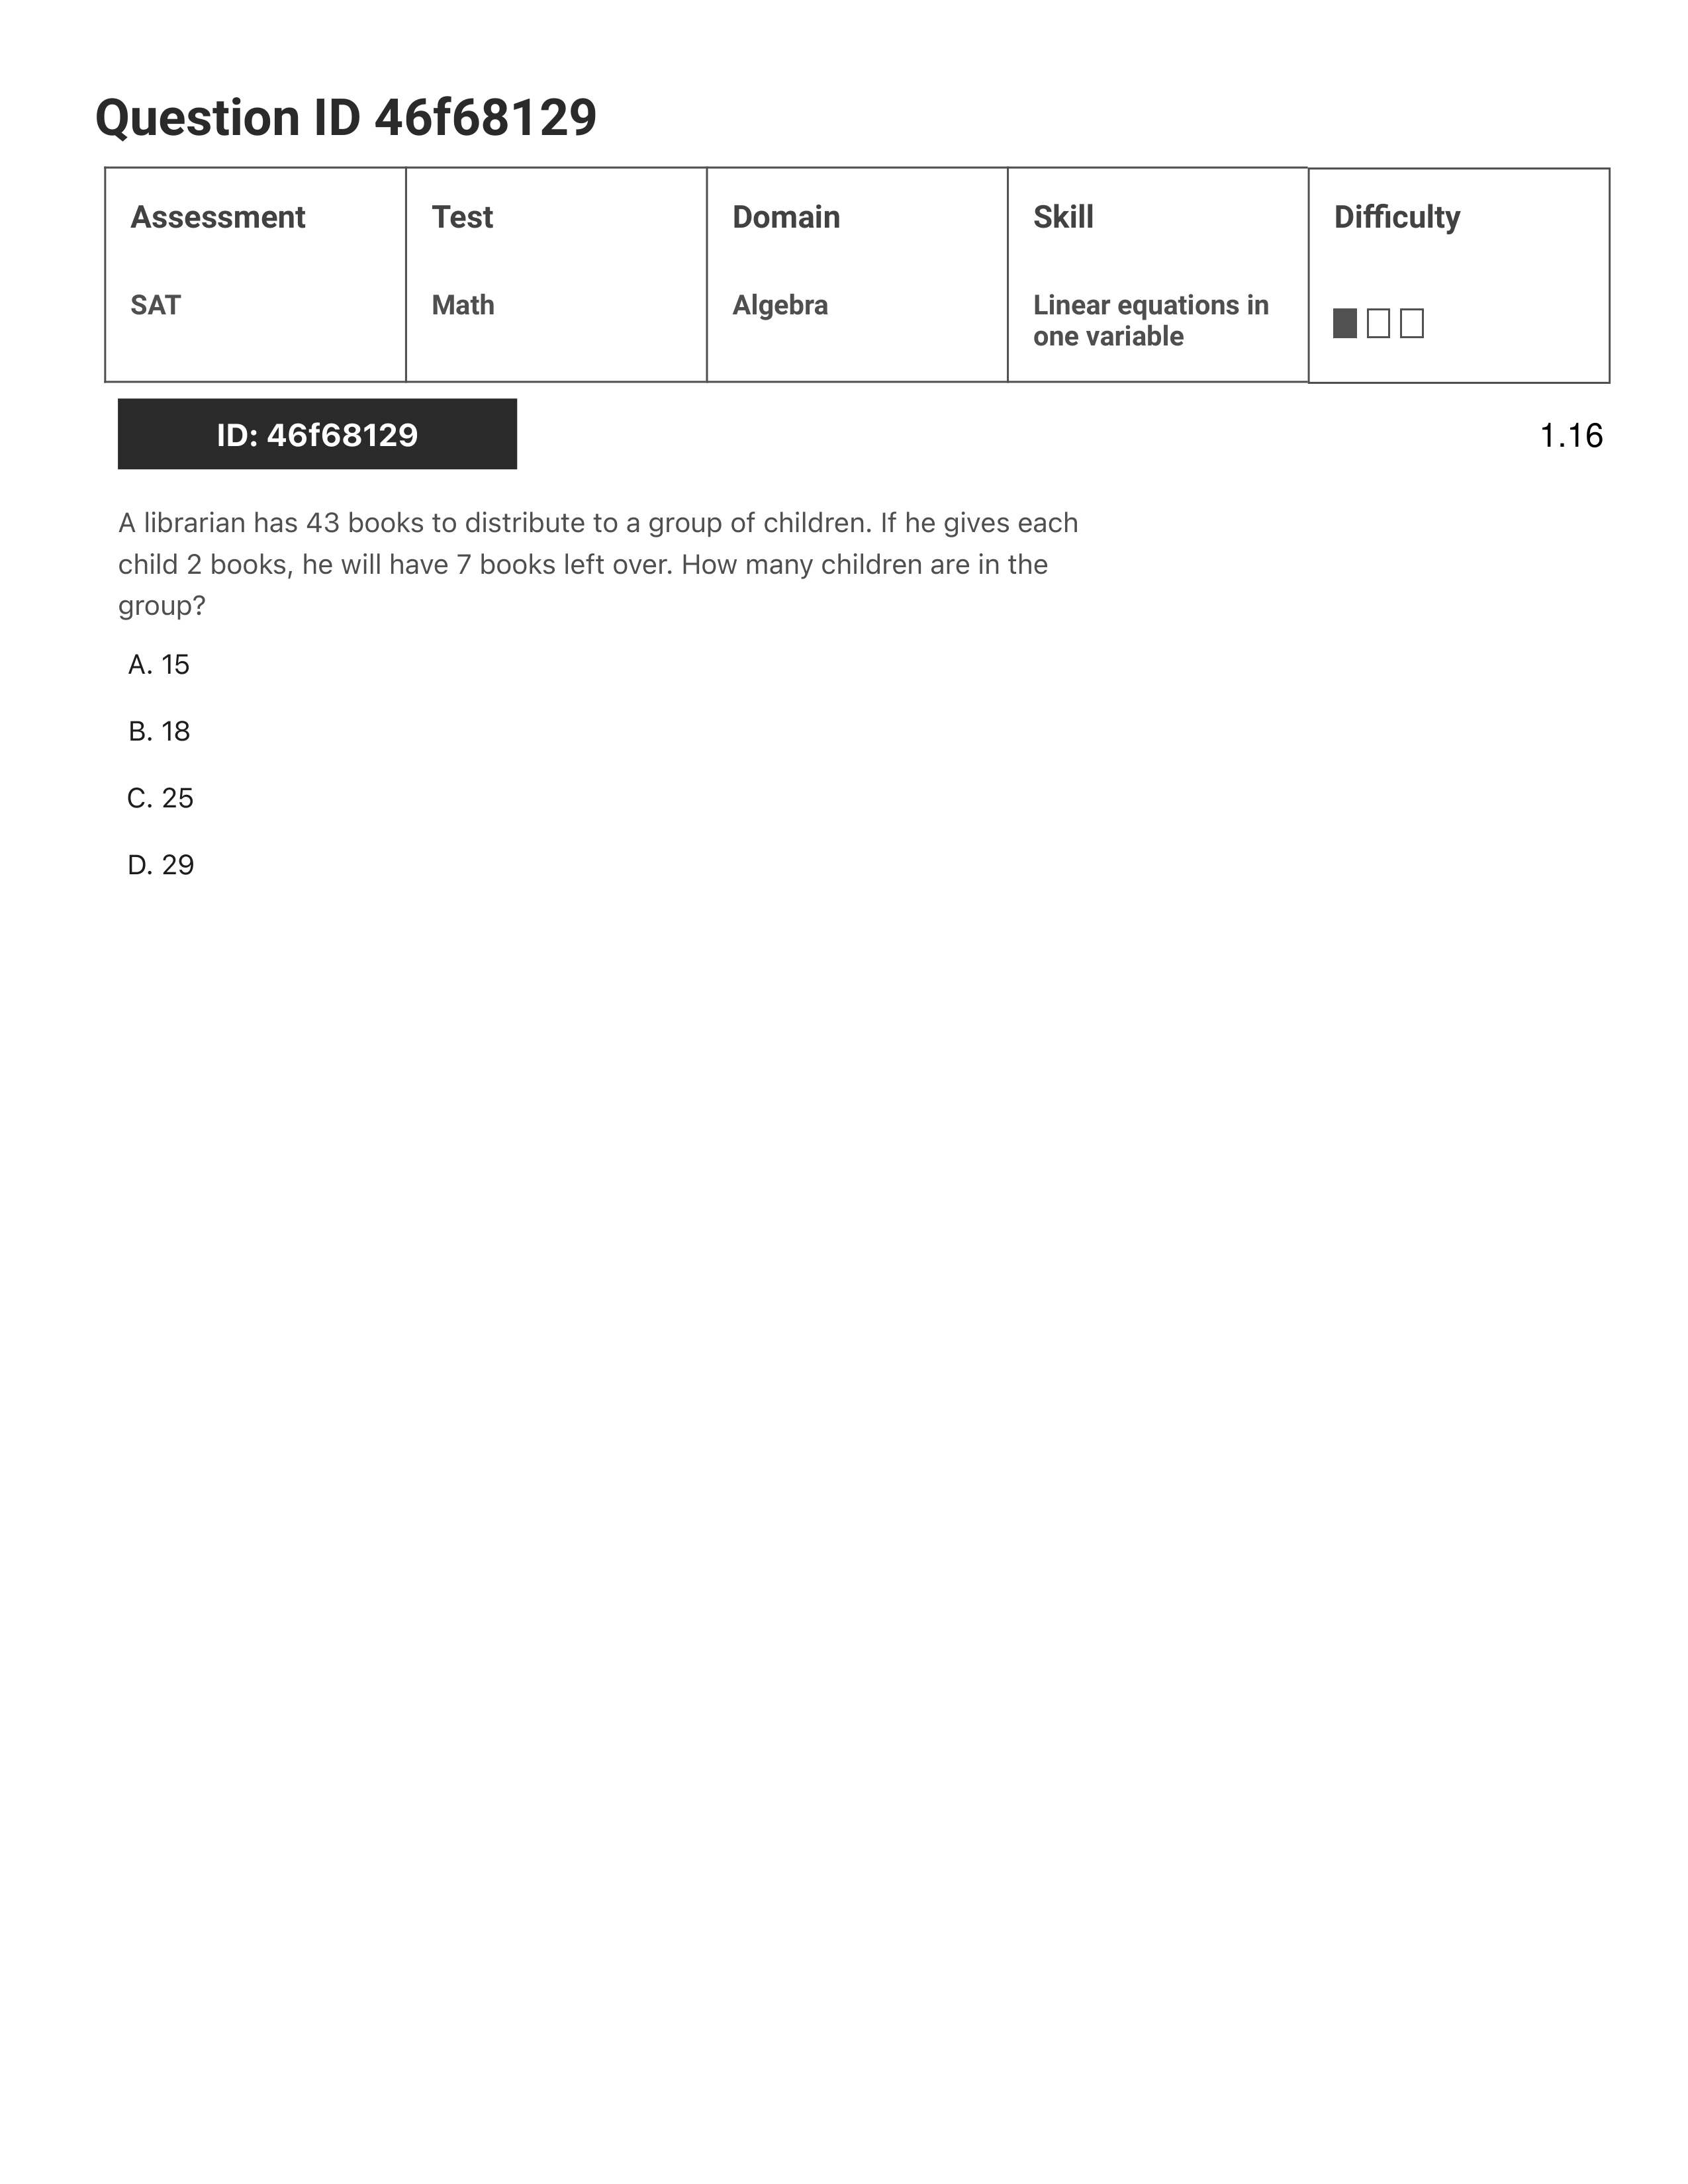 Question ID 46f68129
Assessment
Test
Domain
Skill
Difficulty
SAT
Math
Algebra
Linear equations in
one variable
ID: 46f68129
1.16
A librarian has 43 books to distribute to a group of children. If he gives each
child 2 books, he will have 7 books left over. How many children are in the
group?
A. 15
B. 18
C. 25
D. 29